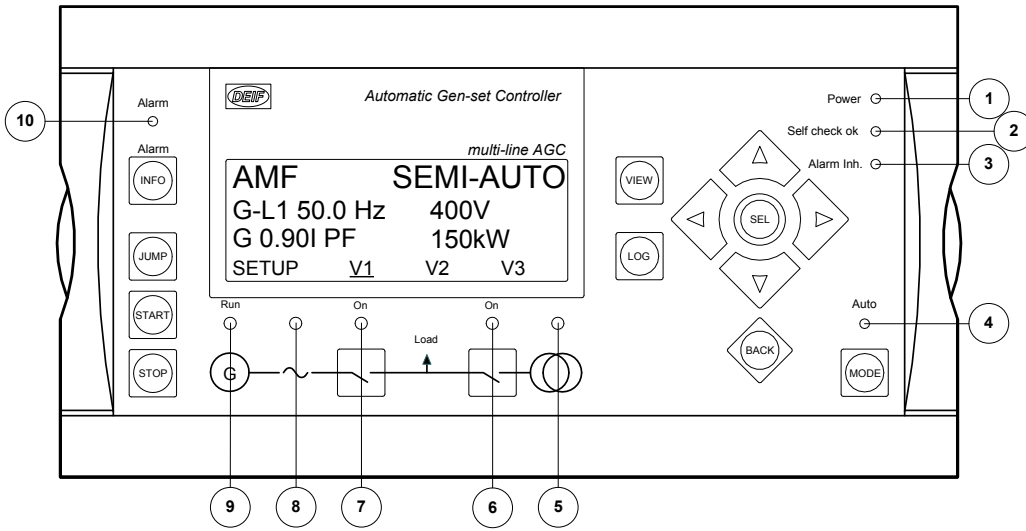 DEIF
Automatic Gen-set Controller
multi-line AGC
AMF SEMI-AUTO
G-L1 50.0 Hz 400V
G 0.90I PF 150kW
SETUP V1 V2 V3
Alarm
10
Alarm
INFO
JUMP
START
STOP
VIEW
LOG
Power
1
Self check ok
2
Alarm Inh.
3
SEL
BACK
Auto
4
MODE
Run
On
Load
On
G
9
8
7
6
5